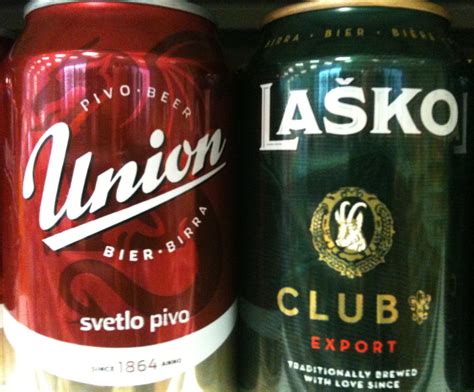 PIVO · BEER
Union
BIER · BIRRA
svetlo pivo
SINCE 1864 ANNO
BIRRA · BIER · BIÈRE
LAŠKO
CLUB
EXPORT
TRADITIONALLY BREWED
WITH LOVE SINCE